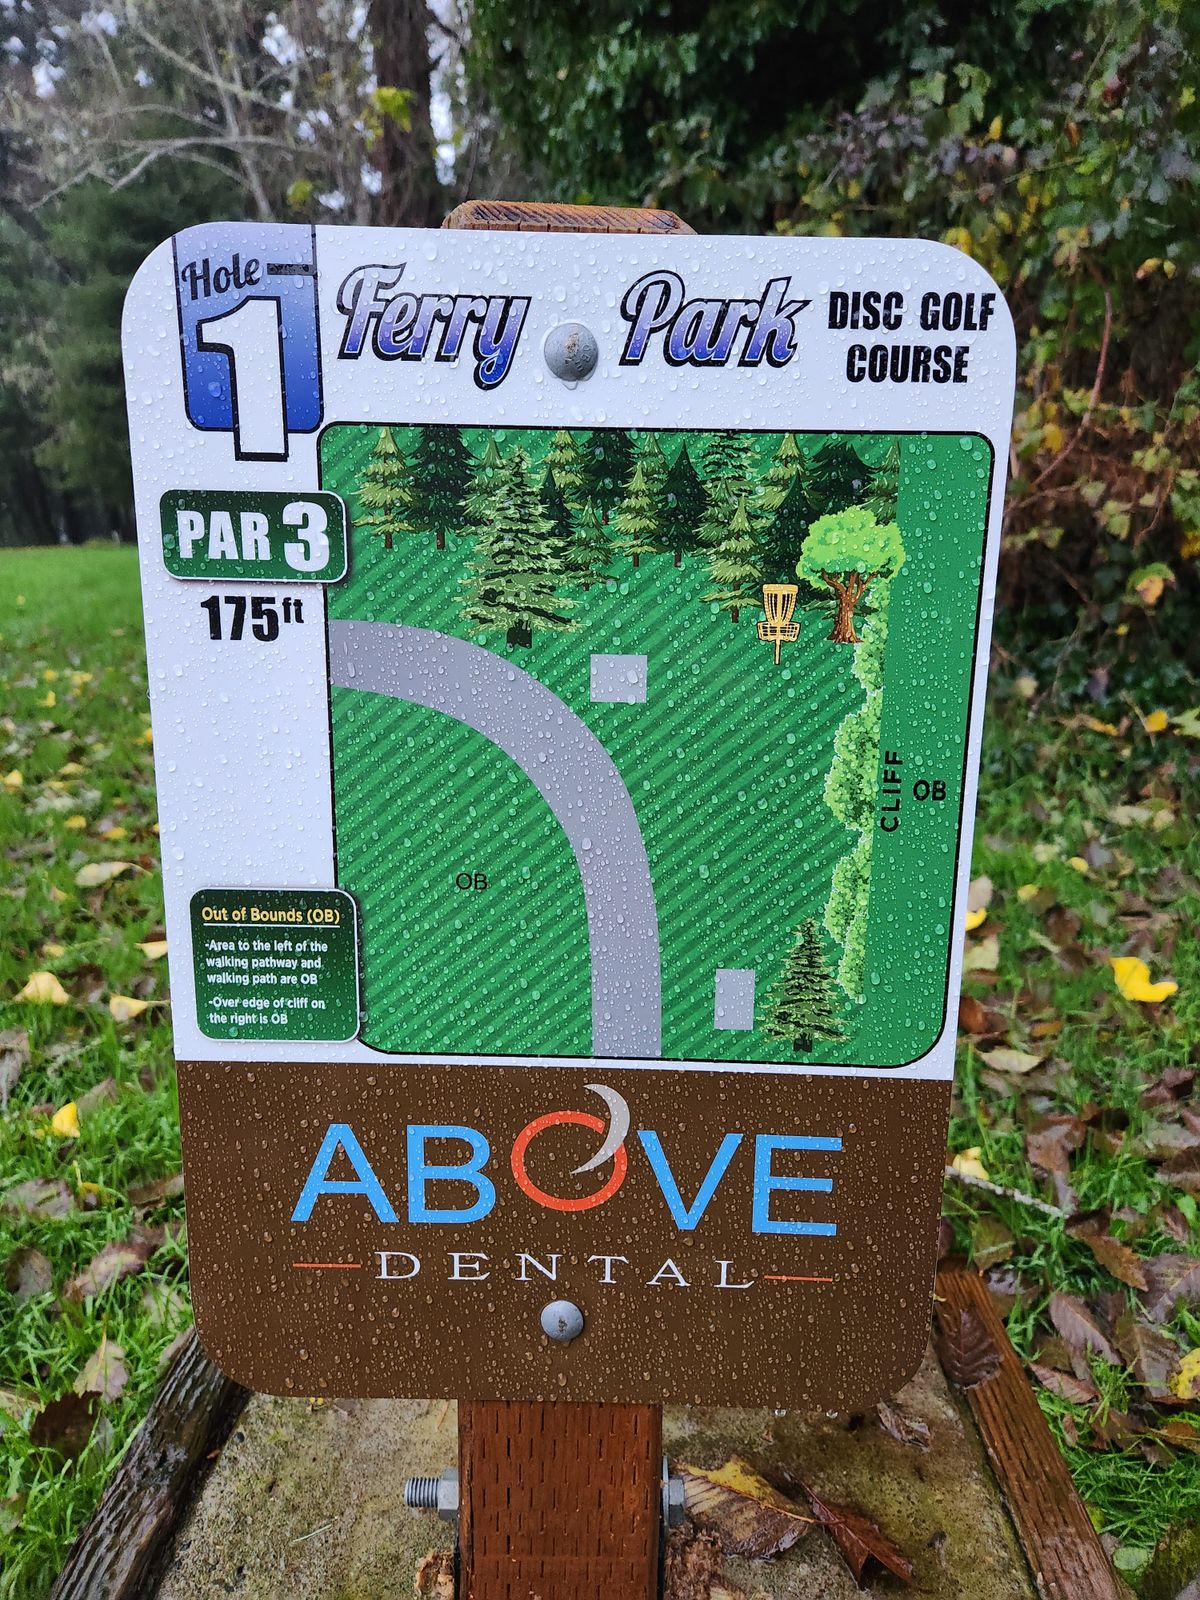 Hole
1
Ferry Park
DISC GOLF
COURSE
PAR 3
175ft
CLIFF
OB
OB
Out of Bounds (OB)
-Area to the left of the
walking pathway and
walking path are OB
-Over edge of cliff on
the right is OB
ABOVE
DENTAL